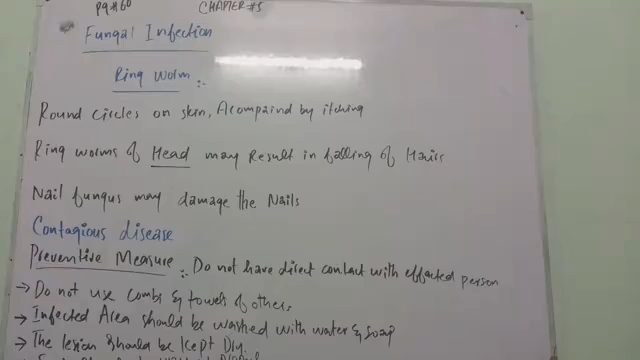 Pg#60 CHAPTER #5
Fungal Infection
Ring worm :-
Round circles on skin, Acompaind by itching
Ring worms of Head may Result in falling of Hairs
Nail fungus may damage the Nails
Contagious disease
Preventive Measure :. Do not have direct contact with effected person
→ Do not use combs & towels of others.
→ Infected Area should be washed with water & soap
→ The lesion should be kept Dry.